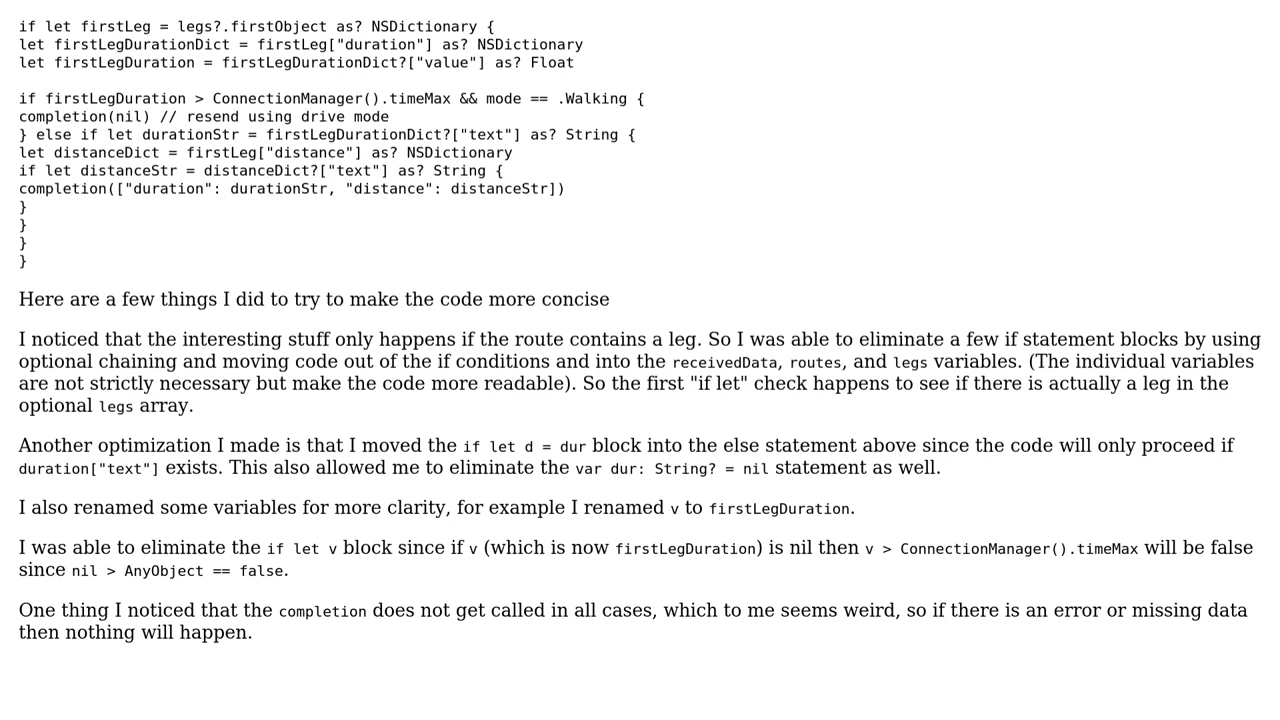 if let firstLeg = legs?.firstObject as? NSDictionary {
let firstLegDurationDict = firstLeg["duration"] as? NSDictionary
let firstLegDuration = firstLegDurationDict?["value"] as? Float
if firstLegDuration > ConnectionManager().timeMax && mode == .Walking {
completion(nil) // resend using drive mode
} else if let durationStr = firstLegDurationDict?["text"] as? String {
let distanceDict = firstLeg["distance"] as? NSDictionary
if let distanceStr = distanceDict?["text"] as? String {
completion(["duration": durationStr, "distance": distanceStr])
}
}
}
}
Here are a few things I did to try to make the code more concise
I noticed that the interesting stuff only happens if the route contains a leg. So I was able to eliminate a few if statement blocks by using
optional chaining and moving code out of the if conditions and into the receivedData, routes, and legs variables. (The individual variables
are not strictly necessary but make the code more readable). So the first "if let" check happens to see if there is actually a leg in the
optional legs array.
Another optimization I made is that I moved the if let d = dur block into the else statement above since the code will only proceed if
duration["text"] exists. This also allowed me to eliminate the var dur: String? = nil statement as well.
I also renamed some variables for more clarity, for example I renamed v to firstLegDuration.
I was able to eliminate the if let v block since if v (which is now firstLegDuration) is nil then v > ConnectionManager().timeMax will be false
since nil > AnyObject == false.
One thing I noticed that the completion does not get called in all cases, which to me seems weird, so if there is an error or missing data
then nothing will happen.